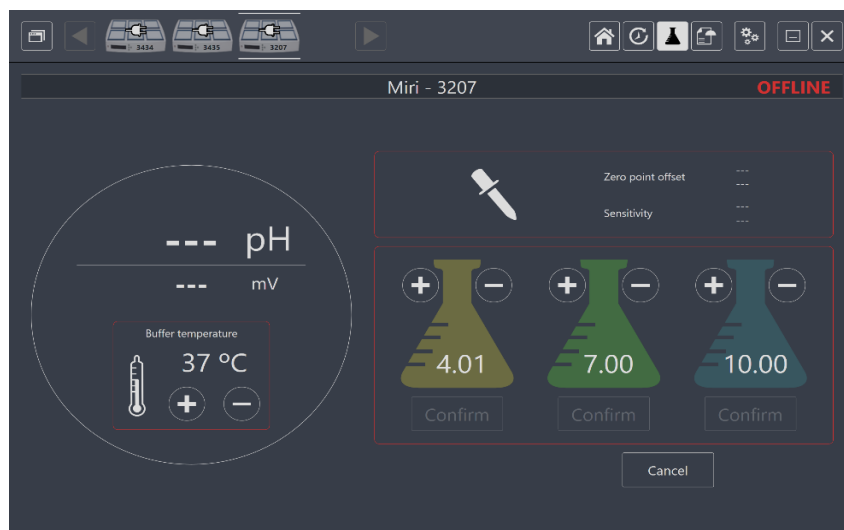 3434 3435 3207
Miri - 3207 OFFLINE
Zero point offset ---
---
Sensitivity ---
---
--- pH
--- mV
Buffer temperature
37 ºC
4.01 7.00 10.00
Confirm Confirm Confirm
Cancel